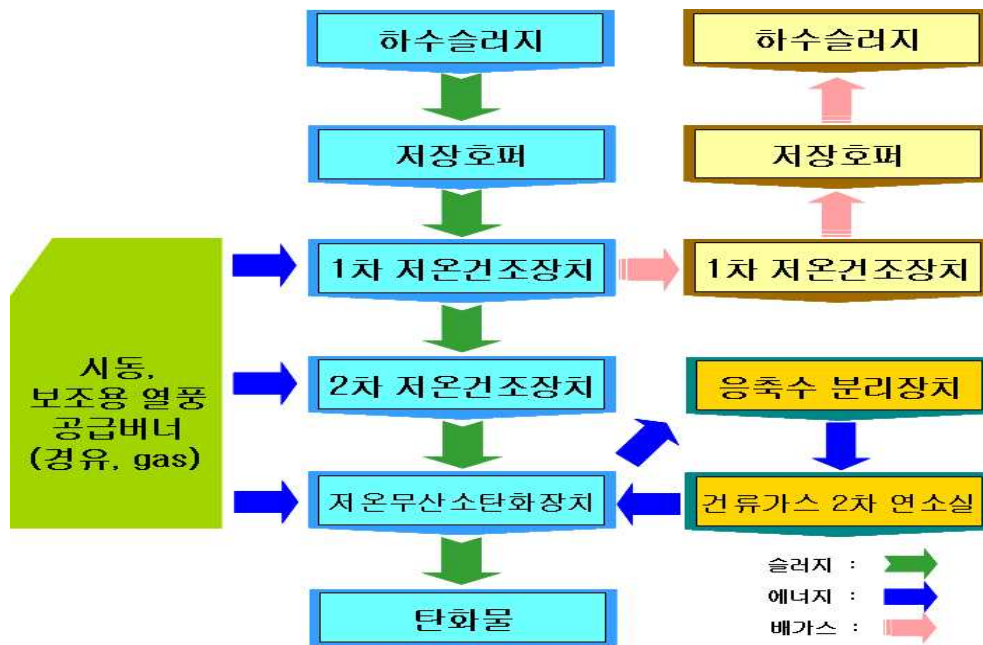 하수슬러지
하수슬러지
저장호퍼
저장호퍼
1차 저온건조장치
1차 저온건조장치
시동,
보조용 열풍
공급버너
(경유, gas)
2차 저온건조장치
응축수 분리장치
저온무산소탄화장치
건류가스 2차 연소실
탄화물
슬러지 :
에너지 :
배가스 :